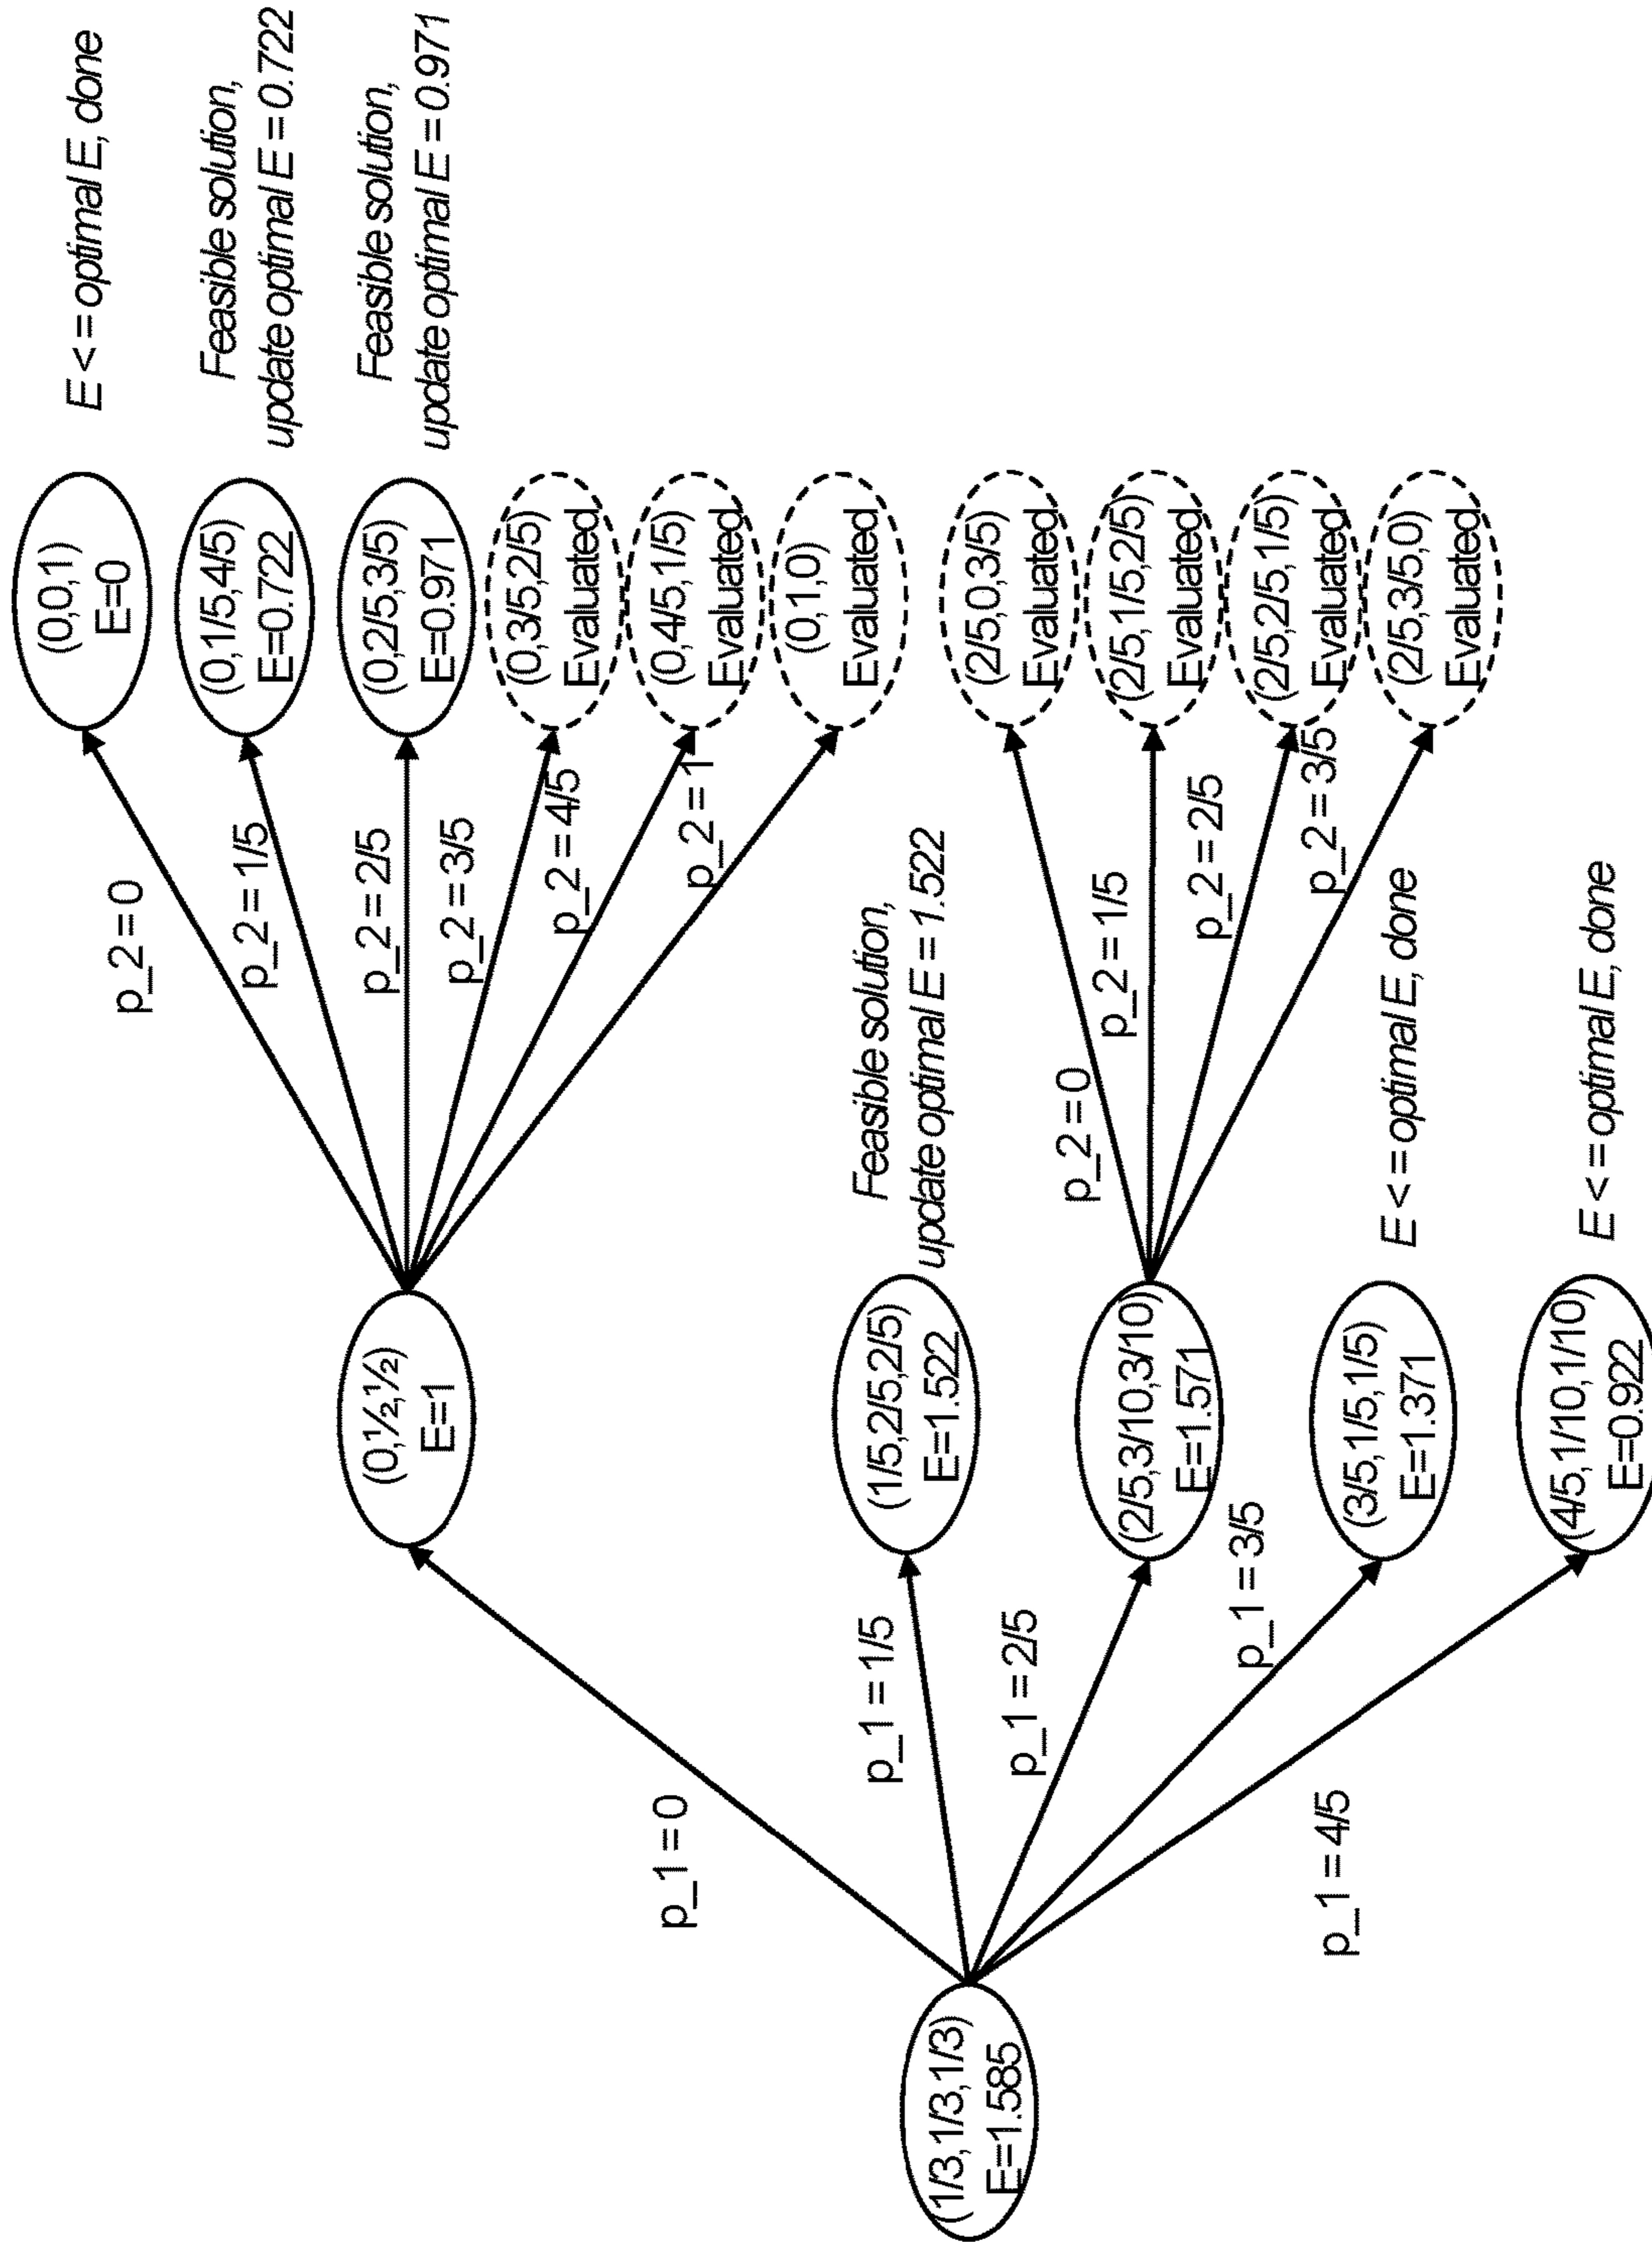 (1/3,1/3,1/3)
E=1.585
p_1 = 0
p_1 = 1/5
p_1 = 2/5
p_1 = 3/5
p_1 = 4/5
(0,½,½)
E=1
(1/5,2/5,2/5)
E=1.522
Feasible solution,
update optimal E = 1.522
(2/5,3/10,3/10)
E=1.571
(3/5,1/5,1/5)
E=1.371
E <= optimal E, done
(4/5,1/10,1/10)
E=0.922
E <= optimal E, done
p_2 = 0
p_2 = 1/5
p_2 = 2/5
p_2 = 3/5
p_2 = 4/5
p_2 = 1
(0,0,1)
E=0
E <= optimal E, done
(0,1/5,4/5)
E=0.722
Feasible solution,
update optimal E = 0.722
(0,2/5,3/5)
E=0.971
Feasible solution,
update optimal E = 0.971
(0,3/5,2/5)
Evaluated
(0,4/5,1/5)
Evaluated
(0,1,0)
Evaluated
p_2 = 0
p_2 = 1/5
p_2 = 2/5
p_2 = 3/5
(2/5,0,3/5)
Evaluated
(2/5,1/5,2/5)
Evaluated
(2/5,2/5,1/5)
Evaluated
(2/5,3/5,0)
Evaluated